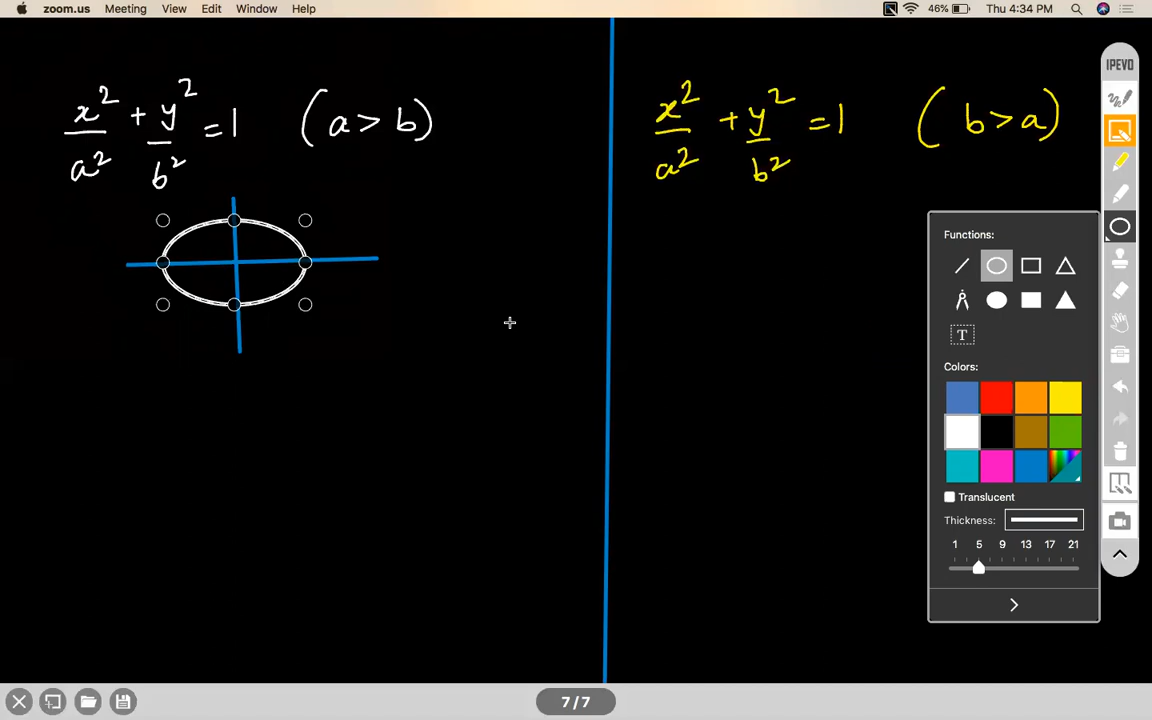 zoom.us Meeting View Edit Window Help 46% Thu 4:34 PM
x²/a² + y²/b² = 1 (a > b)
x²/a² + y²/b² = 1 (b > a)
IPEVO
Functions:
T
Colors:
Translucent
Thickness:
1 5 9 13 17 21
7 / 7